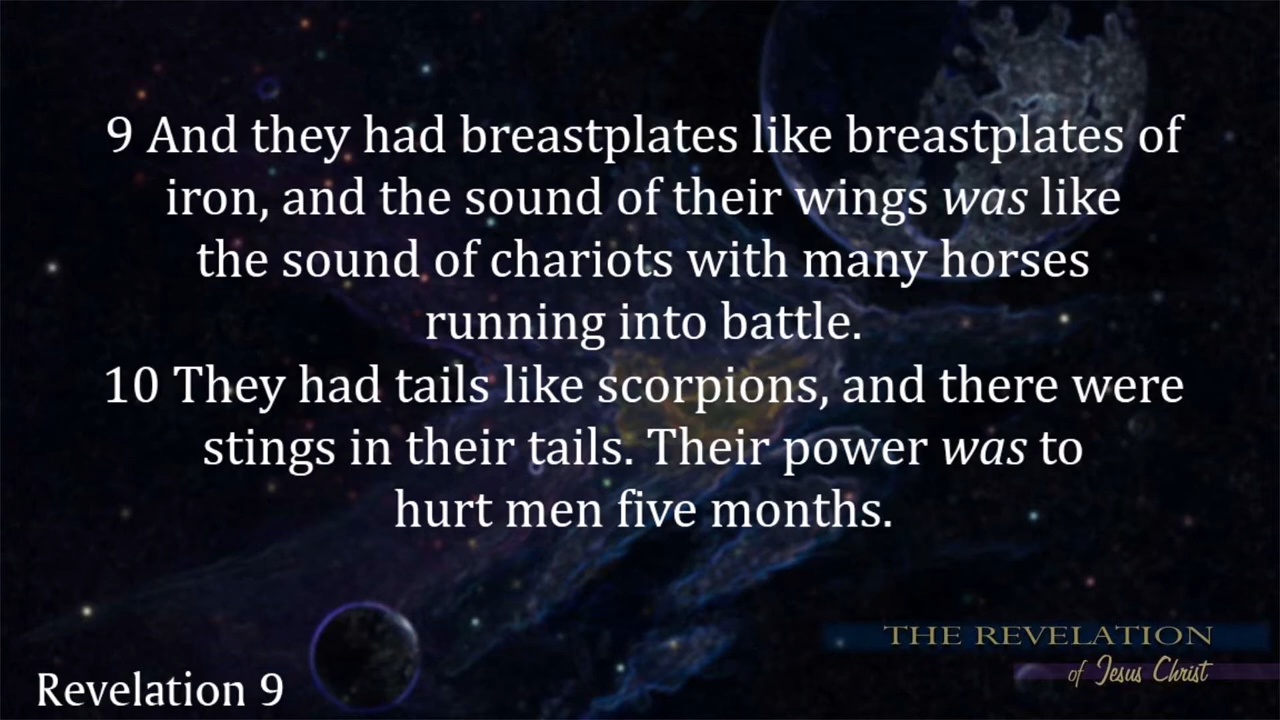 9 And they had breastplates like breastplates of
iron, and the sound of their wings was like
the sound of chariots with many horses
running into battle.
10 They had tails like scorpions, and there were
stings in their tails. Their power was to
hurt men five months.
THE REVELATION
of Jesus Christ
Revelation 9